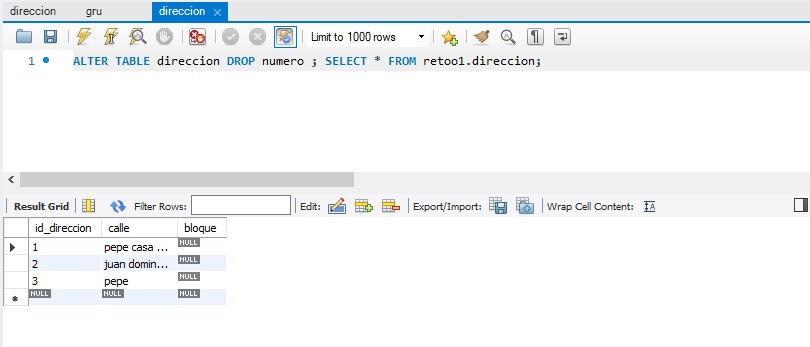 direccion gru direccion
Limit to 1000 rows
1 ALTER TABLE direccion DROP numero ; SELECT * FROM retoo1.direccion;
Result Grid Filter Rows: Edit: Export/Import: Wrap Cell Content: IA
id_direccion calle bloque
1 pepe casa ... NULL
2 juan domin... NULL
3 pepe NULL
* NULL NULL NULL